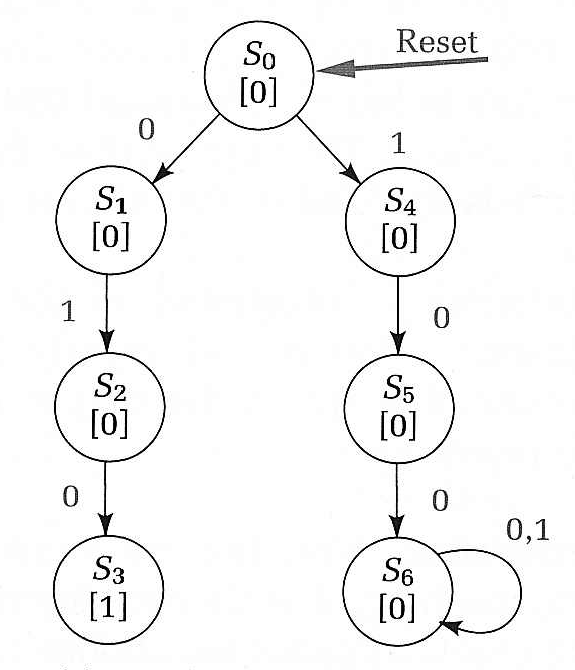 Reset
S₀
[0]
0
1
S₁
[0]
S₄
[0]
1
0
S₂
[0]
S₅
[0]
0
0
0,1
S₃
[1]
S₆
[0]